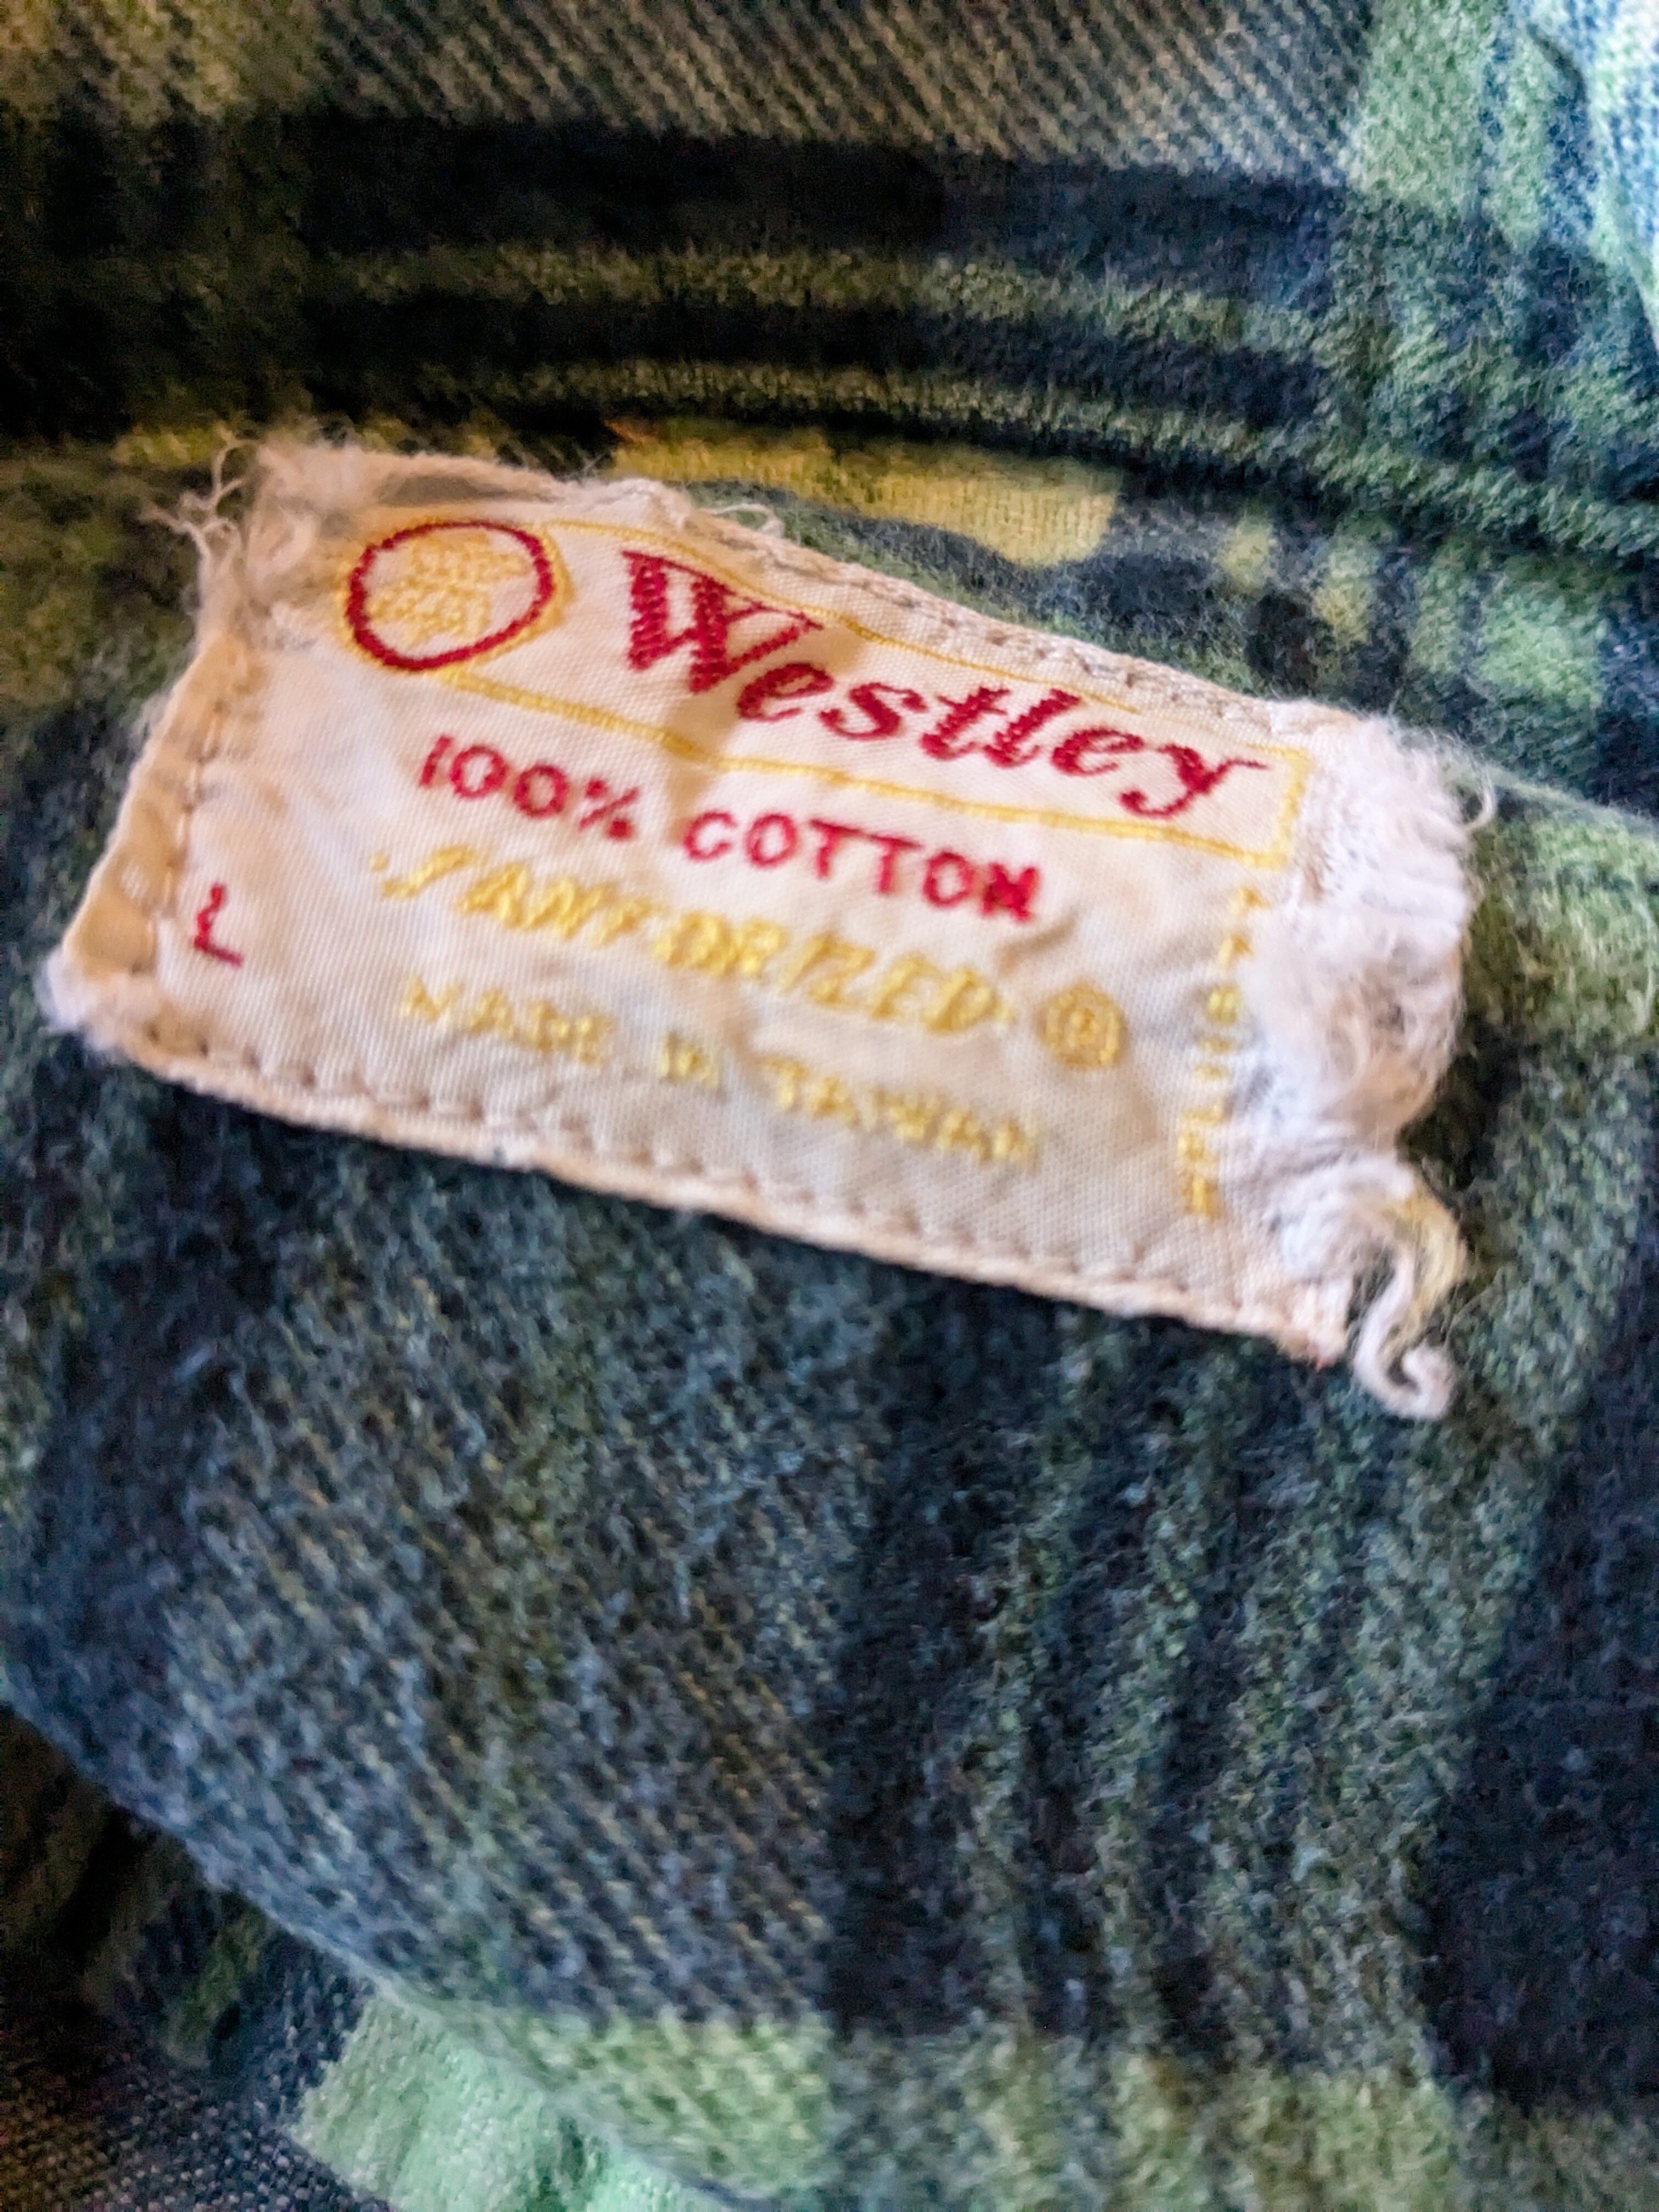 Westley
100% COTTON
SANFORIZED ®
L
MADE IN TAIWAN